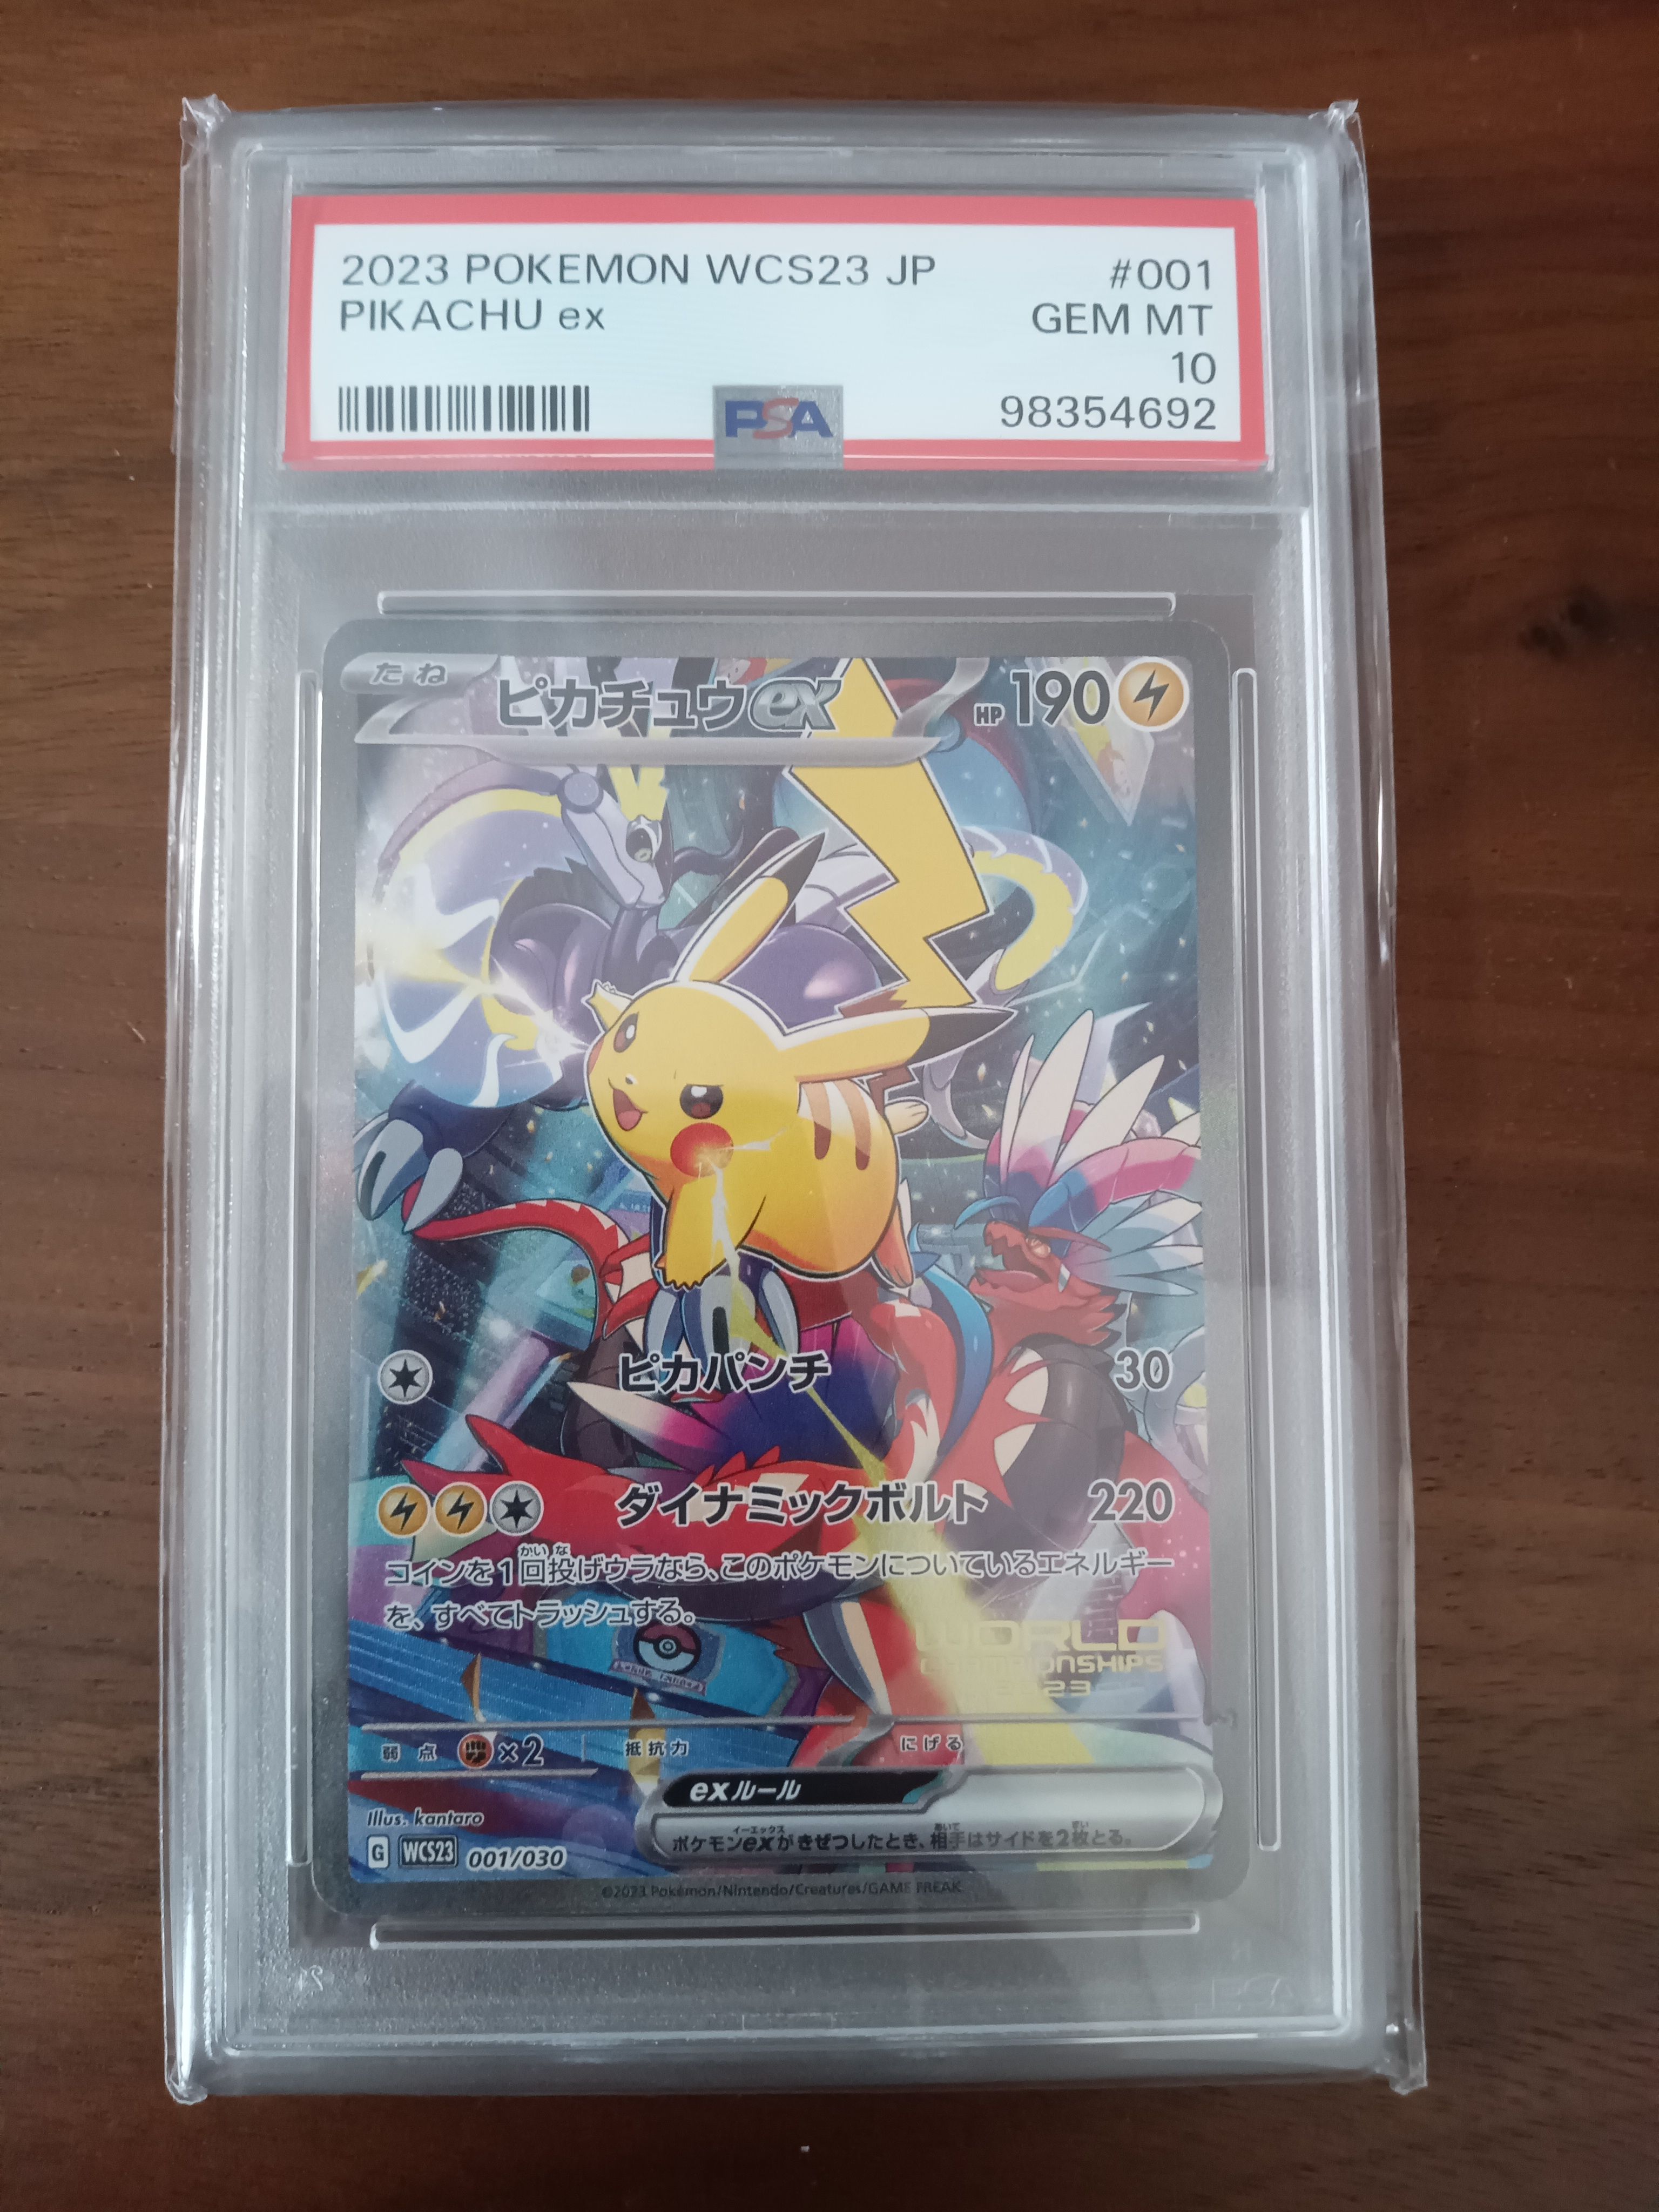 2023 POKEMON WCS23 JP #001
PIKACHU ex GEM MT
10
PSA 98354692
たね ピカチュウex HP 190
ピカパンチ 30
ダイナミックボルト 220
コインを1回投げウラなら、このポケモンについているエネルギー
を、すべてトラッシュする。
WORLD
CHAMPIONSHIPS
2023
弱点 ×2 抵抗力 にげる
exルール
ポケモンexがきぜつしたとき、相手はサイドを2枚とる。
Illus. kantaro
G WCS23 001/030
©2023 Pokémon/Nintendo/Creatures/GAME FREAK